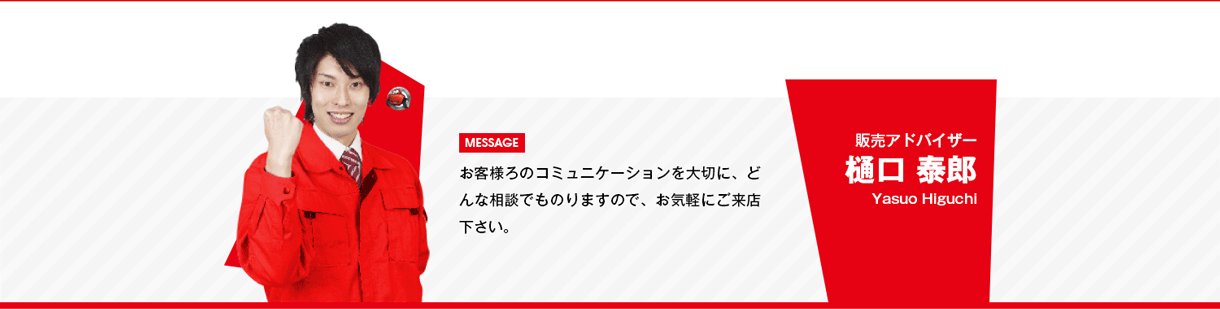 MESSAGE
お客様ろのコミュニケーションを大切に、ど
んな相談でものりますので、お気軽にご来店
下さい。
販売アドバイザー
樋口 泰郎
Yasuo Higuchi